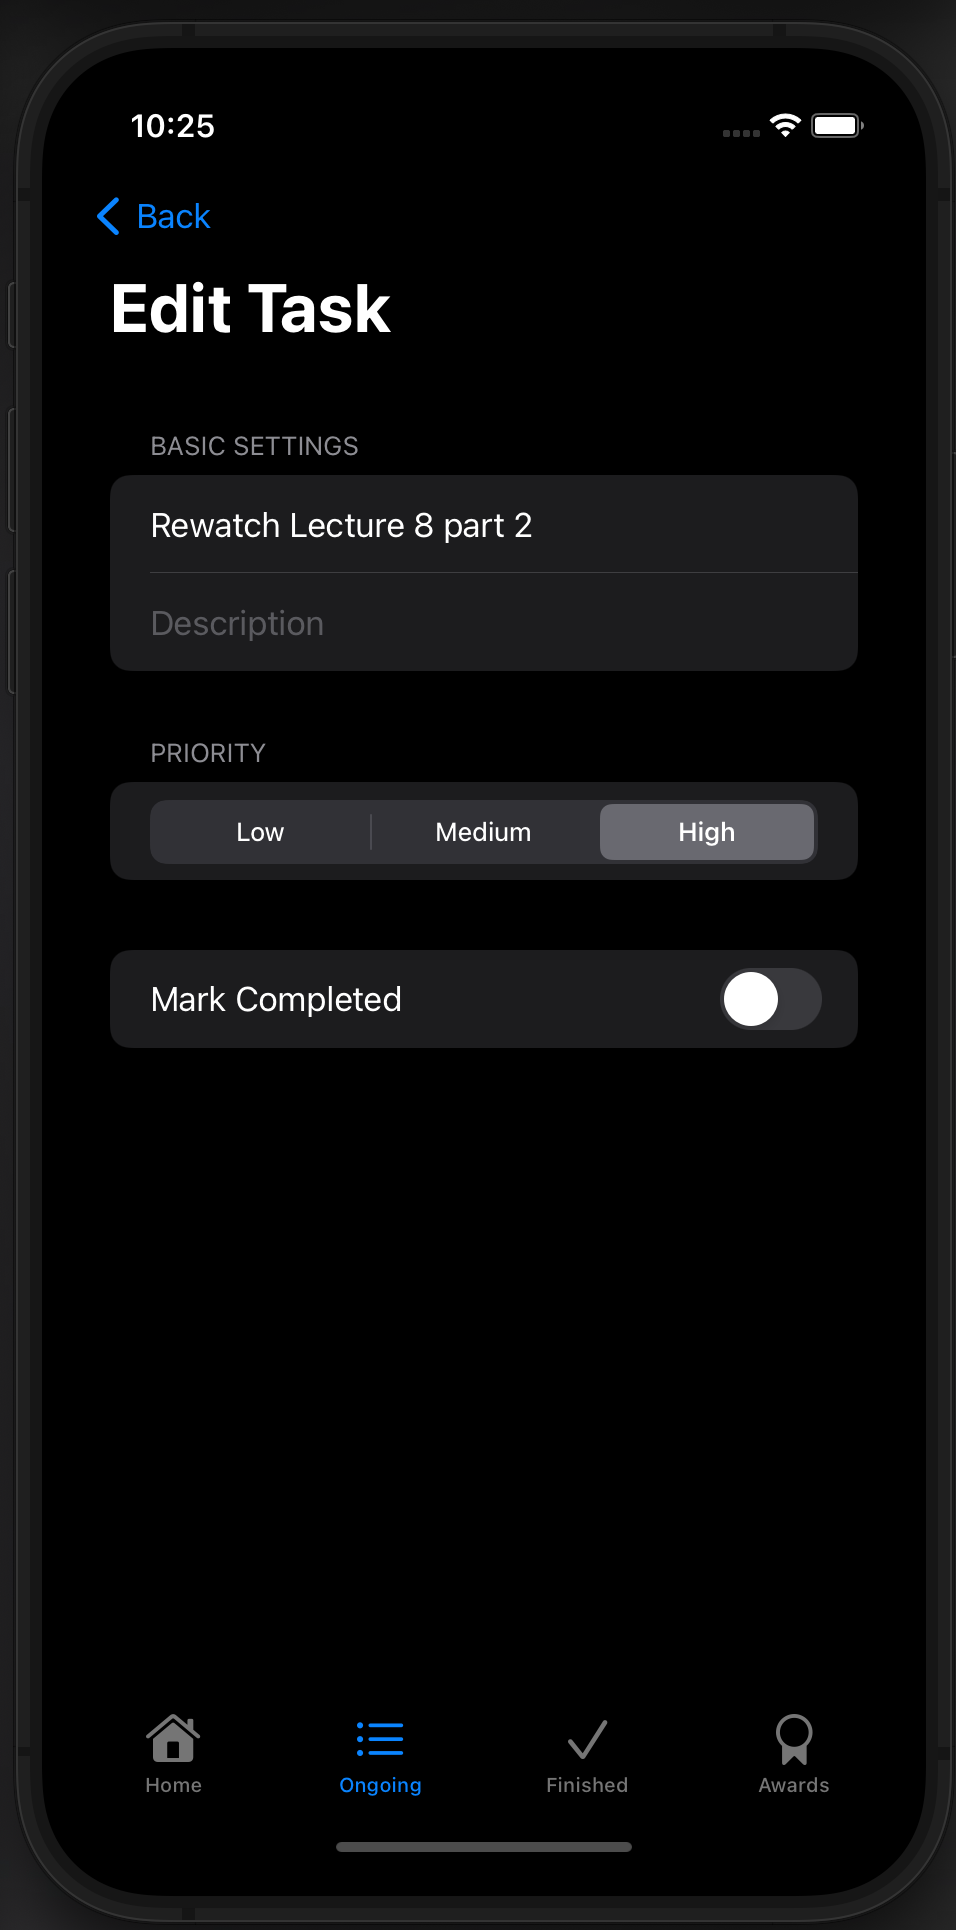 10:25
Back
Edit Task
BASIC SETTINGS
Rewatch Lecture 8 part 2
Description
PRIORITY
Low Medium High
Mark Completed
Home Ongoing Finished Awards